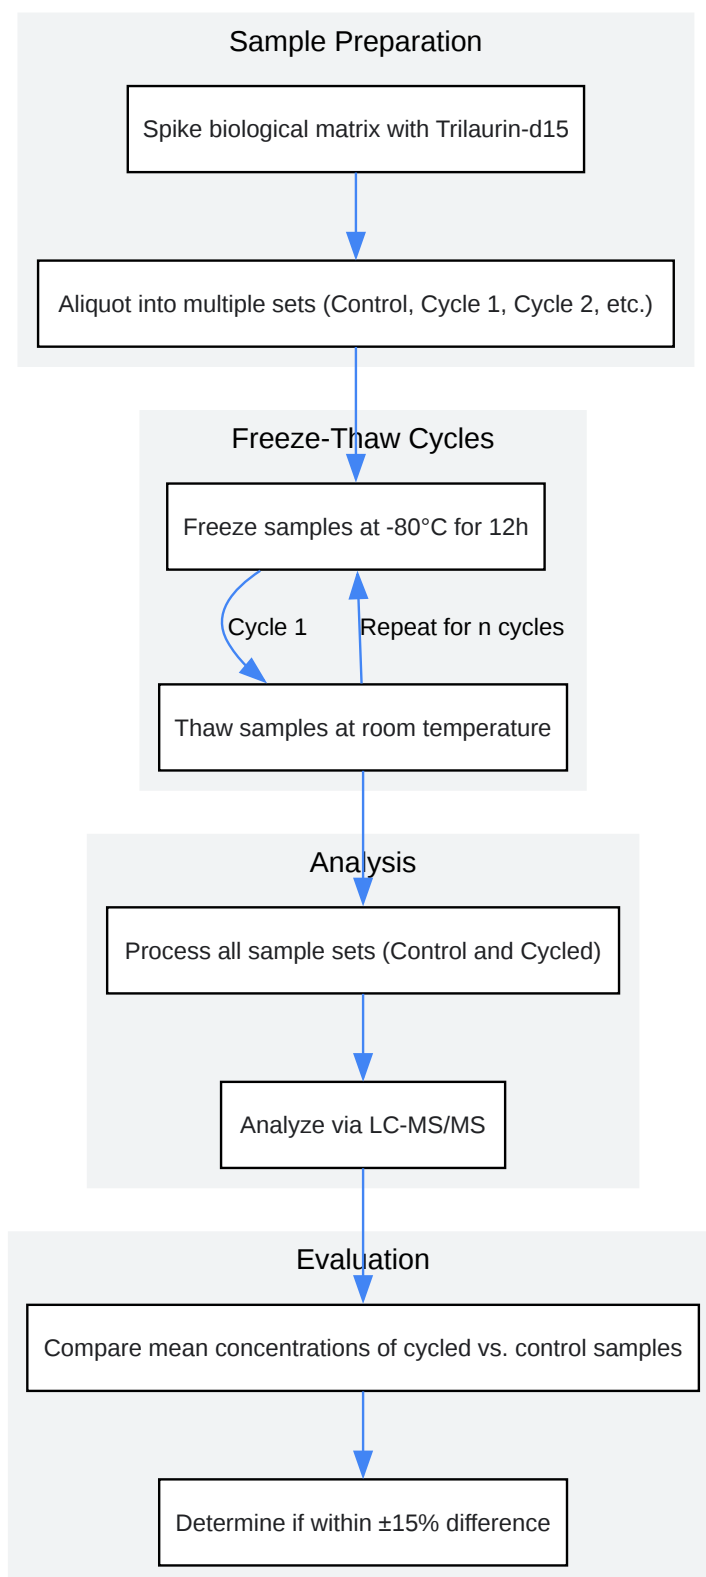 Sample Preparation
Spike biological matrix with Trilaurin-d15
Aliquot into multiple sets (Control, Cycle 1, Cycle 2, etc.)
Freeze-Thaw Cycles
Freeze samples at -80°C for 12h
Cycle 1
Repeat for n cycles
Thaw samples at room temperature
Analysis
Process all sample sets (Control and Cycled)
Analyze via LC-MS/MS
Evaluation
Compare mean concentrations of cycled vs. control samples
Determine if within ±15% difference